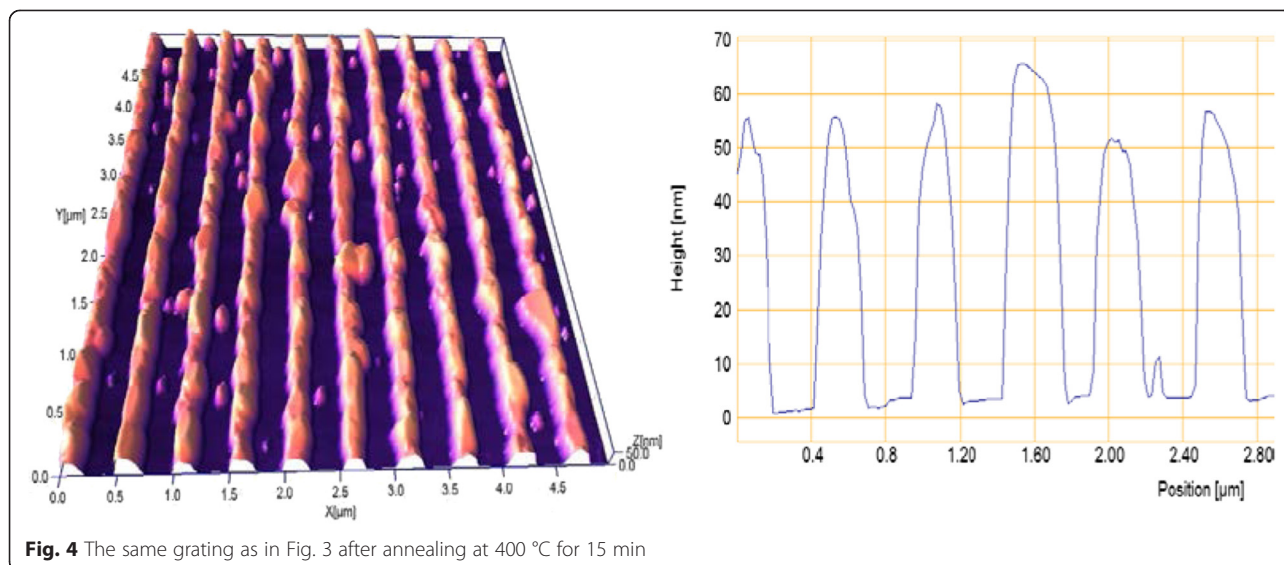 4.5
4.0
3.5
3.0
Y[µm] 2.5
2.0
1.5
1.0
0.5
0.0
0.0 0.5 1.0 1.5 2.0 2.5 3.0 3.5 4.0 4.5
X[µm]
Z[nm]
50.0
0.0
70
60
50
40
30
20
10
0
Height [nm]
0.4 0.8 1.20 1.60 2.00 2.40 2.80
Position [µm]
Fig. 4 The same grating as in Fig. 3 after annealing at 400 °C for 15 min